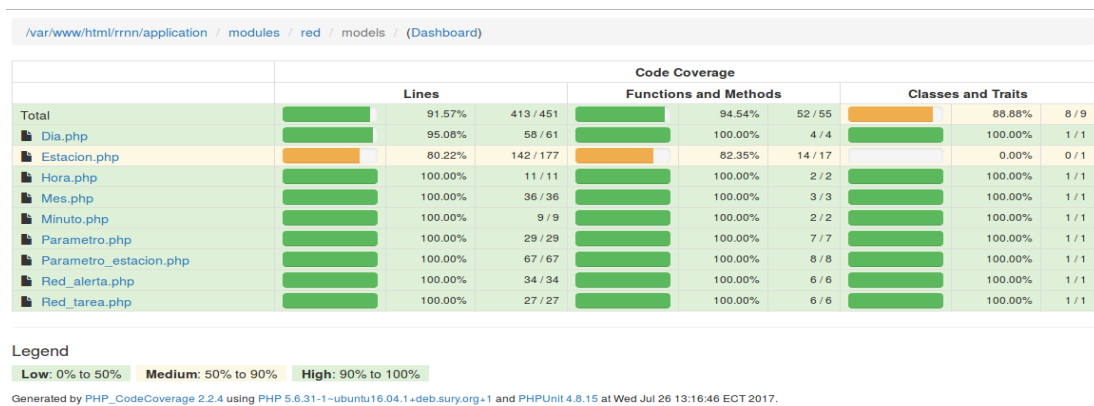 /var/www/html/rrnn/application / modules / red / models / (Dashboard)
Code Coverage
Lines Functions and Methods Classes and Traits
Total 91.57% 413 / 451 94.54% 52 / 55 88.88% 8 / 9
Dia.php 95.08% 58 / 61 100.00% 4 / 4 100.00% 1 / 1
Estacion.php 80.22% 142 / 177 82.35% 14 / 17 0.00% 0 / 1
Hora.php 100.00% 11 / 11 100.00% 2 / 2 100.00% 1 / 1
Mes.php 100.00% 36 / 36 100.00% 3 / 3 100.00% 1 / 1
Minuto.php 100.00% 9 / 9 100.00% 2 / 2 100.00% 1 / 1
Parametro.php 100.00% 29 / 29 100.00% 7 / 7 100.00% 1 / 1
Parametro_estacion.php 100.00% 67 / 67 100.00% 8 / 8 100.00% 1 / 1
Red_alerta.php 100.00% 34 / 34 100.00% 6 / 6 100.00% 1 / 1
Red_tarea.php 100.00% 27 / 27 100.00% 6 / 6 100.00% 1 / 1
Legend
Low: 0% to 50% Medium: 50% to 90% High: 90% to 100%
Generated by PHP_CodeCoverage 2.2.4 using PHP 5.6.31-1~ubuntu16.04.1+deb.sury.org+1 and PHPUnit 4.8.15 at Wed Jul 26 13:16:46 ECT 2017.